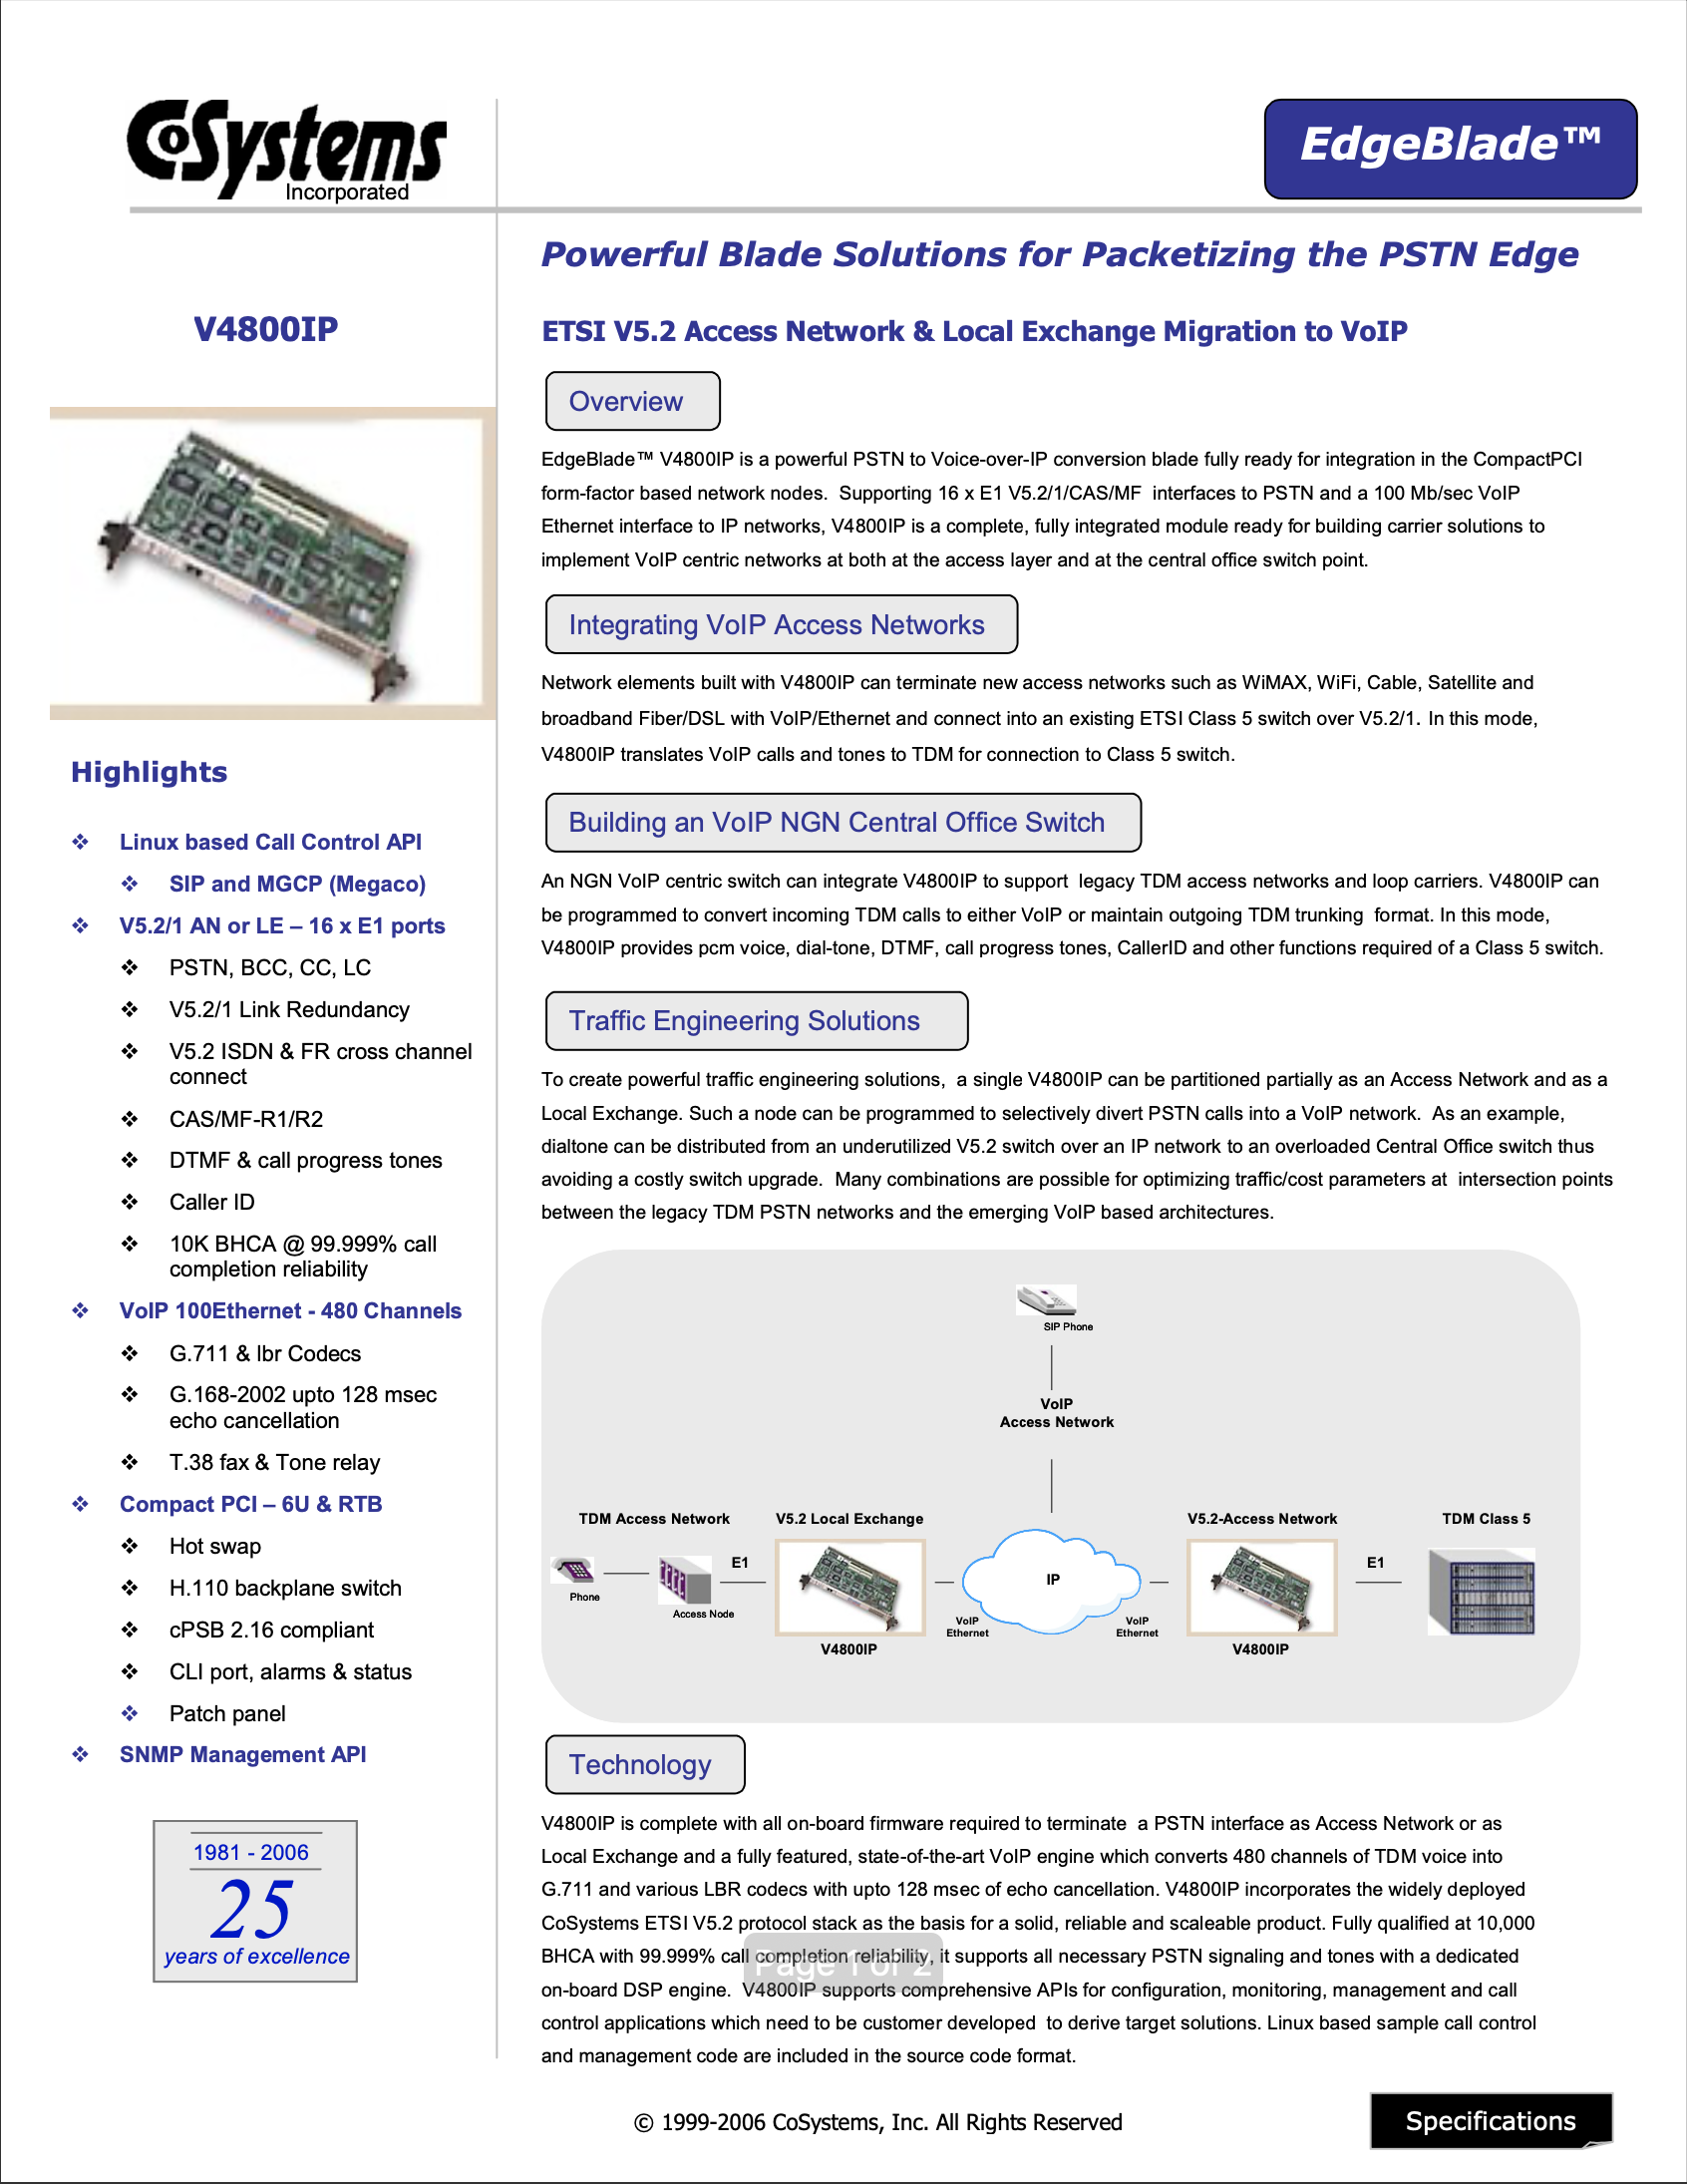 CoSystems
Incorporated
EdgeBlade™
Powerful Blade Solutions for Packetizing the PSTN Edge
V4800IP
Highlights
❖ Linux based Call Control API
❖ SIP and MGCP (Megaco)
❖ V5.2/1 AN or LE – 16 x E1 ports
❖ PSTN, BCC, CC, LC
❖ V5.2/1 Link Redundancy
❖ V5.2 ISDN & FR cross channel
connect
❖ CAS/MF-R1/R2
❖ DTMF & call progress tones
❖ Caller ID
❖ 10K BHCA @ 99.999% call
completion reliability
❖ VoIP 100Ethernet - 480 Channels
❖ G.711 & lbr Codecs
❖ G.168-2002 upto 128 msec
echo cancellation
❖ T.38 fax & Tone relay
❖ Compact PCI – 6U & RTB
❖ Hot swap
❖ H.110 backplane switch
❖ cPSB 2.16 compliant
❖ CLI port, alarms & status
❖ Patch panel
❖ SNMP Management API
1981 - 2006
25
years of excellence
ETSI V5.2 Access Network & Local Exchange Migration to VoIP
Overview
EdgeBlade™ V4800IP is a powerful PSTN to Voice-over-IP conversion blade fully ready for integration in the CompactPCI
form-factor based network nodes.  Supporting 16 x E1 V5.2/1/CAS/MF  interfaces to PSTN and a 100 Mb/sec VoIP
Ethernet interface to IP networks, V4800IP is a complete, fully integrated module ready for building carrier solutions to
implement VoIP centric networks at both at the access layer and at the central office switch point.
Integrating VoIP Access Networks
Network elements built with V4800IP can terminate new access networks such as WiMAX, WiFi, Cable, Satellite and
broadband Fiber/DSL with VoIP/Ethernet and connect into an existing ETSI Class 5 switch over V5.2/1. In this mode,
V4800IP translates VoIP calls and tones to TDM for connection to Class 5 switch.
Building an VoIP NGN Central Office Switch
An NGN VoIP centric switch can integrate V4800IP to support  legacy TDM access networks and loop carriers. V4800IP can
be programmed to convert incoming TDM calls to either VoIP or maintain outgoing TDM trunking  format. In this mode,
V4800IP provides pcm voice, dial-tone, DTMF, call progress tones, CallerID and other functions required of a Class 5 switch.
Traffic Engineering Solutions
To create powerful traffic engineering solutions,  a single V4800IP can be partitioned partially as an Access Network and as a
Local Exchange. Such a node can be programmed to selectively divert PSTN calls into a VoIP network.  As an example,
dialtone can be distributed from an underutilized V5.2 switch over an IP network to an overloaded Central Office switch thus
avoiding a costly switch upgrade.  Many combinations are possible for optimizing traffic/cost parameters at  intersection points
between the legacy TDM PSTN networks and the emerging VoIP based architectures.
SIP Phone
VoIP
Access Network
TDM Access Network
V5.2 Local Exchange
V5.2-Access Network
TDM Class 5
E1
IP
E1
Phone
Access Node
VoIP
Ethernet
VoIP
Ethernet
V4800IP
V4800IP
Technology
V4800IP is complete with all on-board firmware required to terminate  a PSTN interface as Access Network or as
Local Exchange and a fully featured, state-of-the-art VoIP engine which converts 480 channels of TDM voice into
G.711 and various LBR codecs with upto 128 msec of echo cancellation. V4800IP incorporates the widely deployed
CoSystems ETSI V5.2 protocol stack as the basis for a solid, reliable and scaleable product. Fully qualified at 10,000
BHCA with 99.999% call completion reliability, it supports all necessary PSTN signaling and tones with a dedicated
on-board DSP engine.  V4800IP supports comprehensive APIs for configuration, monitoring, management and call
control applications which need to be customer developed  to derive target solutions. Linux based sample call control
and management code are included in the source code format.
Page 1 of 2
© 1999-2006 CoSystems, Inc. All Rights Reserved
Specifications